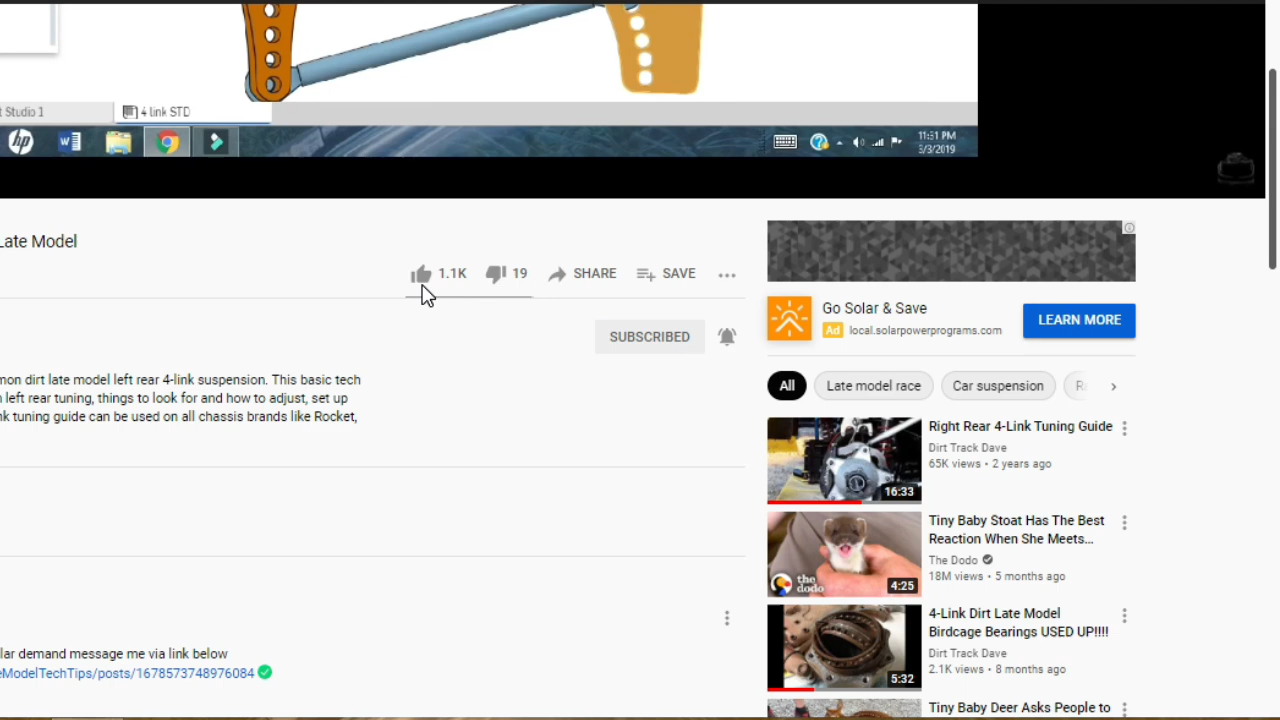 t Studio 1
4 link STD
11:51 PM
3/3/2019
Late Model
1.1K
19
SHARE
SAVE
SUBSCRIBED
mon dirt late model left rear 4-link suspension. This basic tech
left rear tuning, things to look for and how to adjust, set up
nk tuning guide can be used on all chassis brands like Rocket,
lar demand message me via link below
eModelTechTips/posts/1678573748976084
Go Solar & Save
Ad local.solarpowerprograms.com
LEARN MORE
All
Late model race
Car suspension
R
Right Rear 4-Link Tuning Guide
Dirt Track Dave
65K views • 2 years ago
16:33
Tiny Baby Stoat Has The Best
Reaction When She Meets...
The Dodo
18M views • 5 months ago
the
dodo
4:25
4-Link Dirt Late Model
Birdcage Bearings USED UP!!!!
Dirt Track Dave
2.1K views • 8 months ago
5:32
Tiny Baby Deer Asks People to